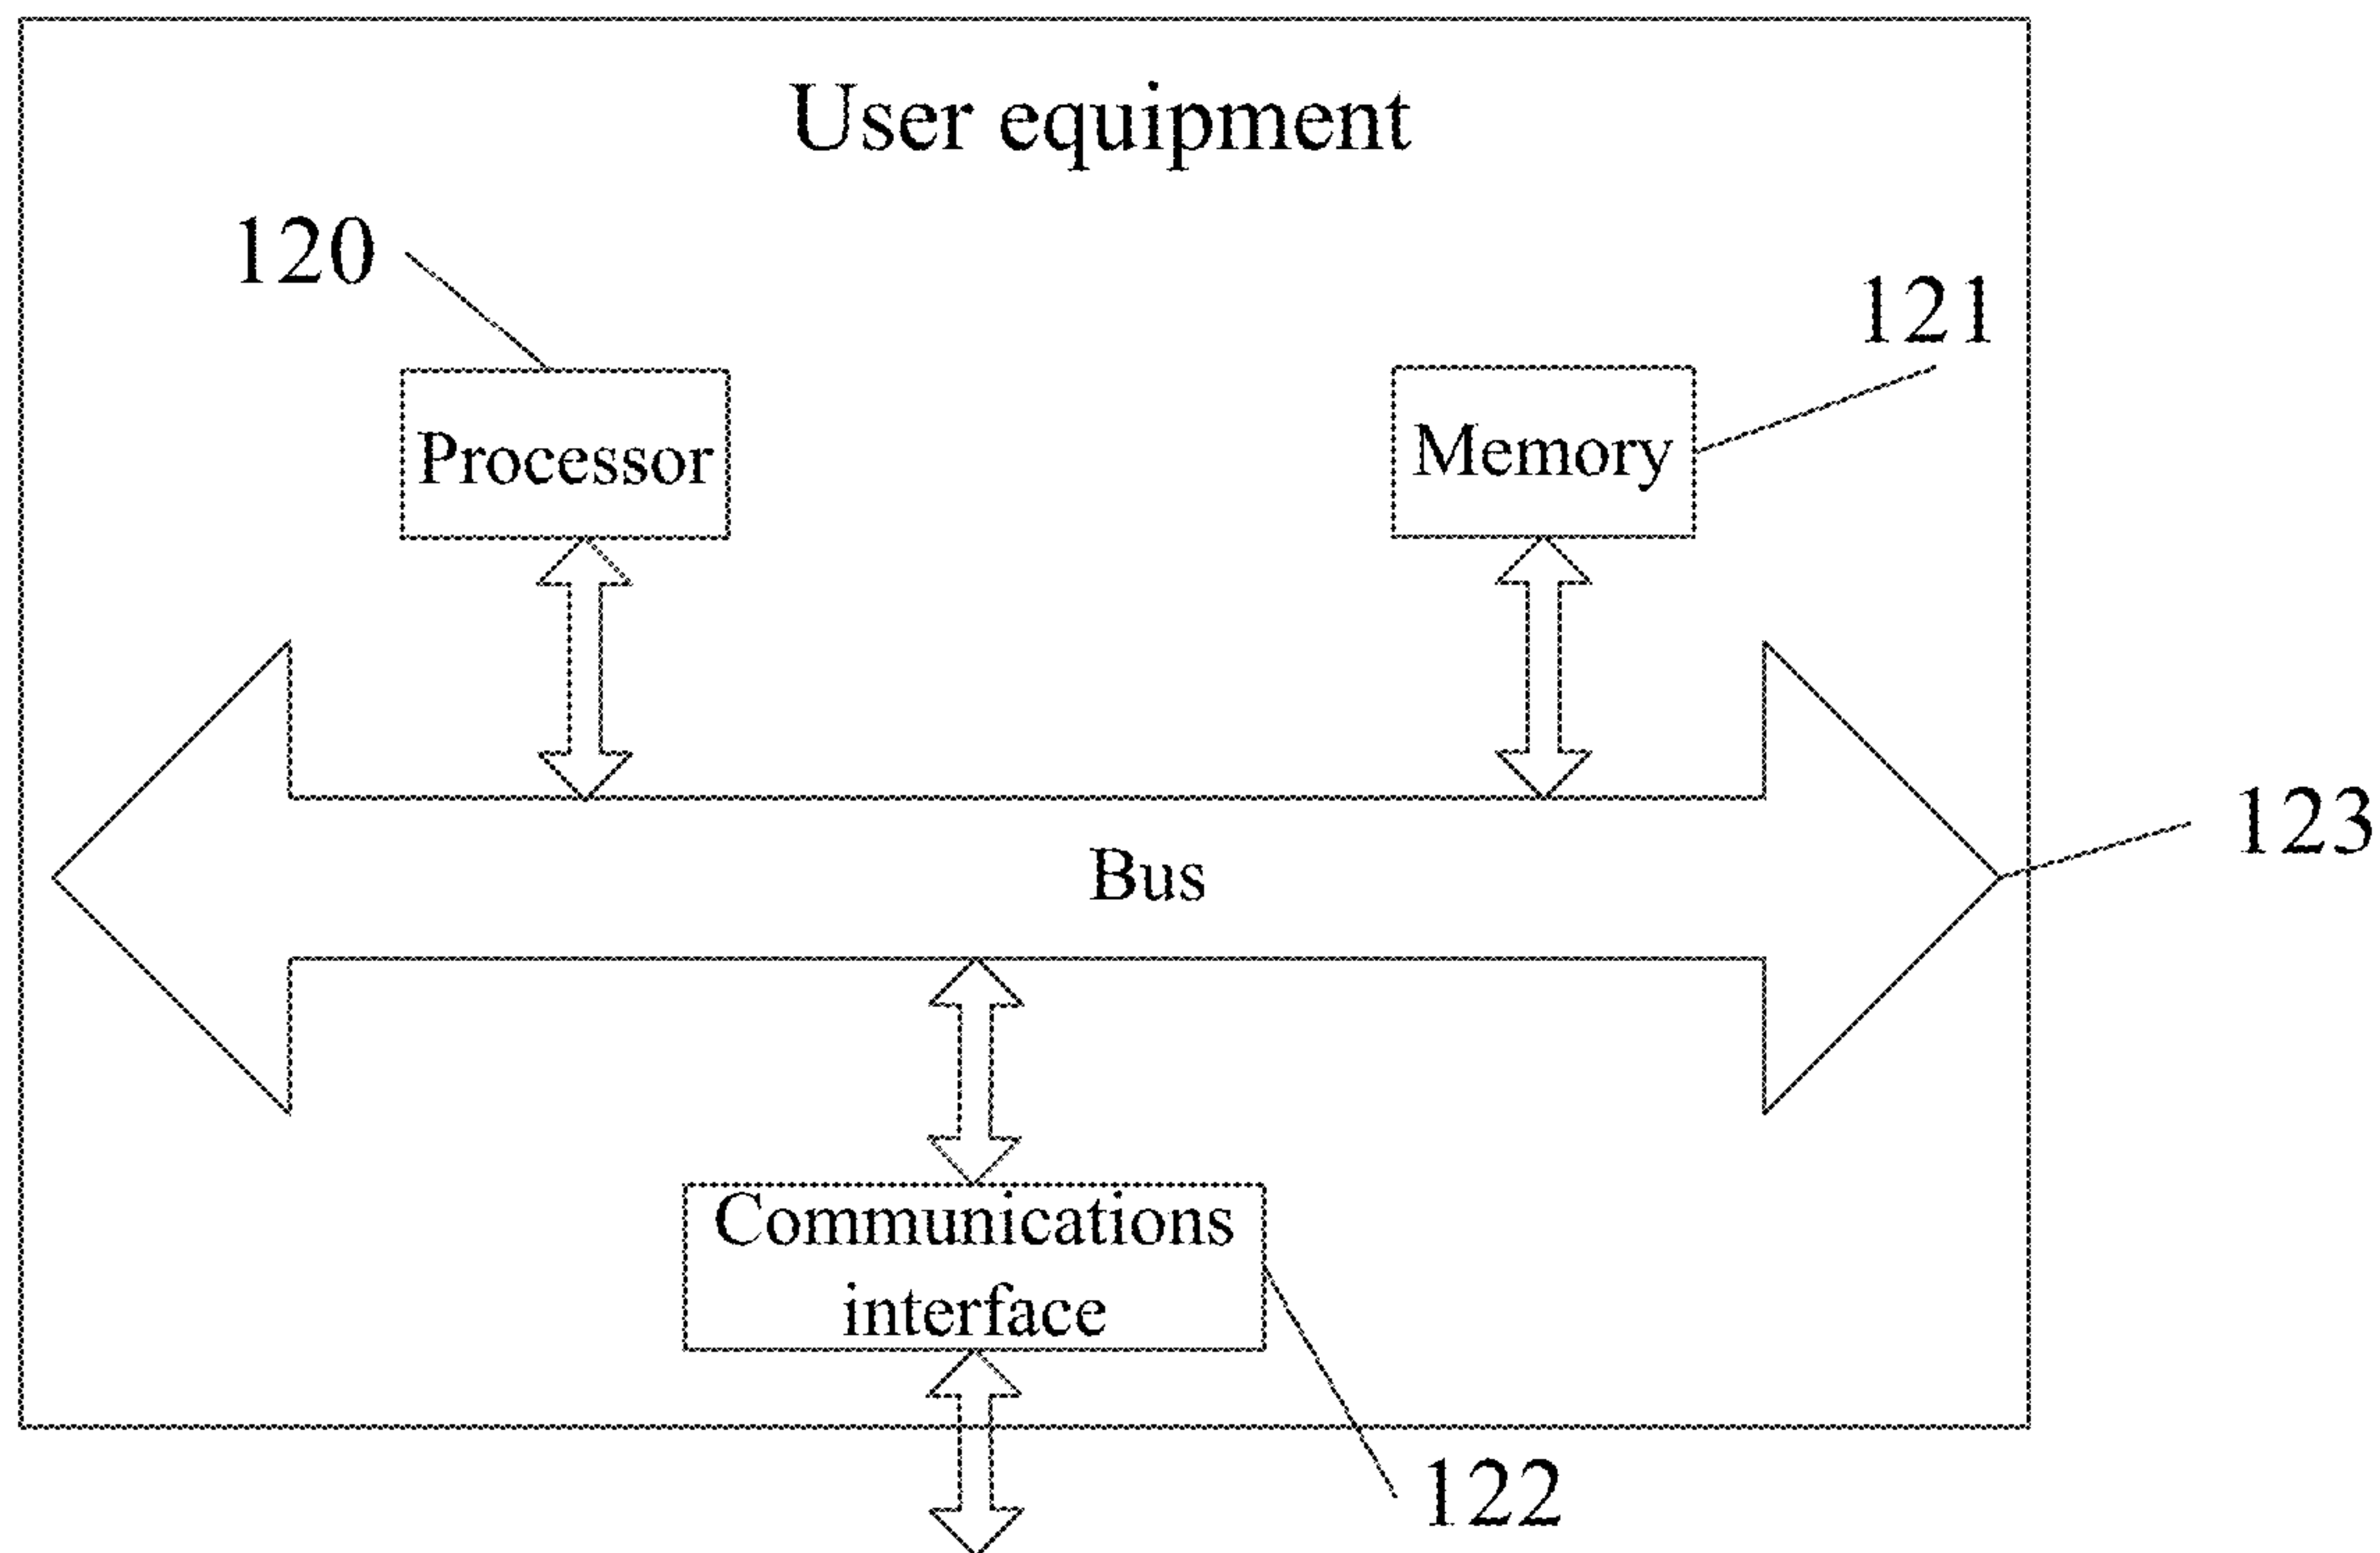 User equipment
120
121
Processor
Memory
123
Bus
Communications
interface
122